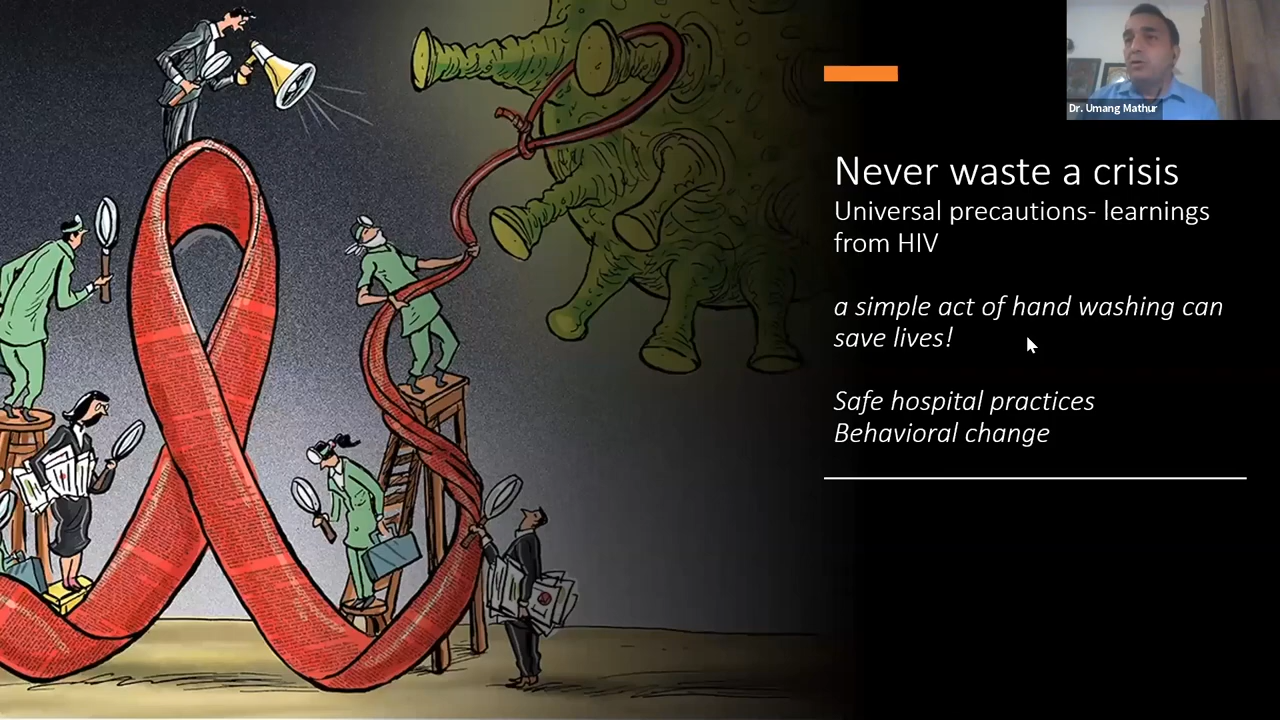 Dr. Umang Mathur
Never waste a crisis
Universal precautions- learnings
from HIV
a simple act of hand washing can
save lives!
Safe hospital practices
Behavioral change